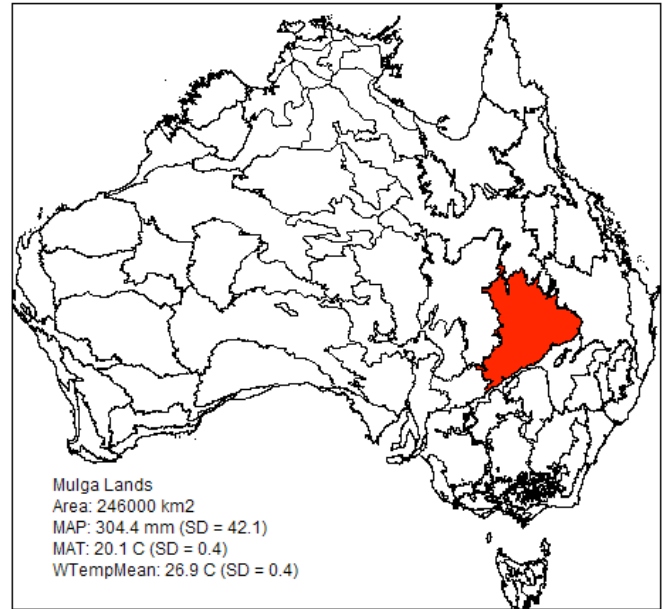 Mulga Lands
Area: 246000 km2
MAP: 304.4 mm (SD = 42.1)
MAT: 20.1 C (SD = 0.4)
WTempMean: 26.9 C (SD = 0.4)